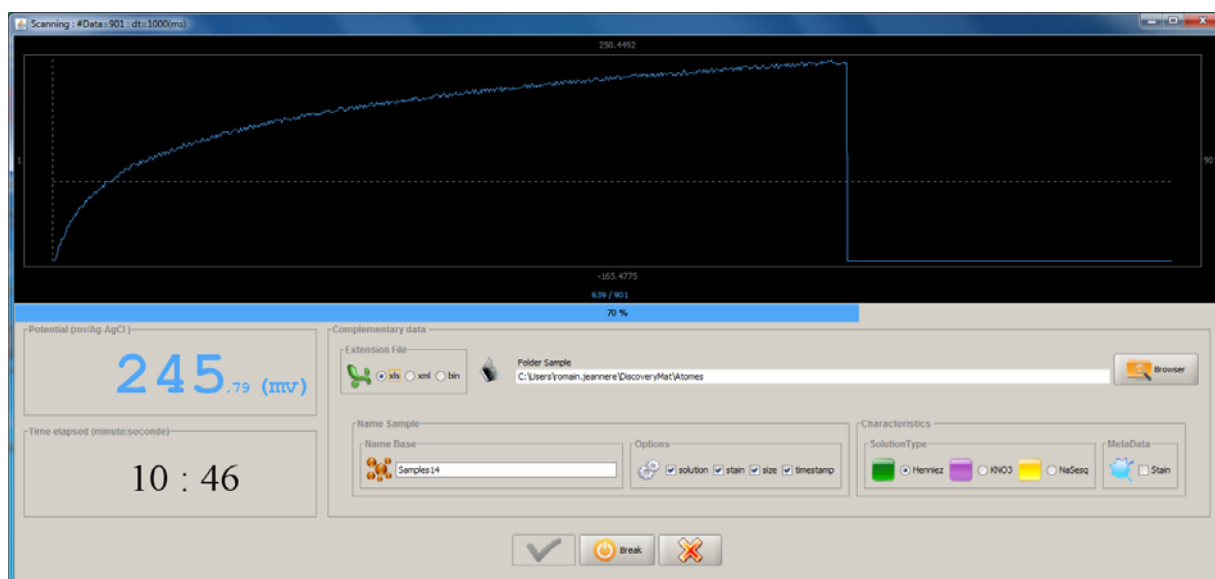 Scanning : #Data=901 : dt=1000(ms)
250.4492
1
90
-165.4775
639 / 901
70 %
Potential (mv/Ag.AgCl )
245.79 (mv)
Time elapsed (minute:seconde)
10 : 46
Complementary data
Extension File
xls xml bin
Folder Sample
C:\Users\romain.jeannere\DiscoveryMat\Atomes
Browser
Name Sample
Name Base
Samples14
Options
solution stain size timestamp
Characteristics
SolutionType
Henniez KNO3 NaSesq
MetaData
Stain
Break